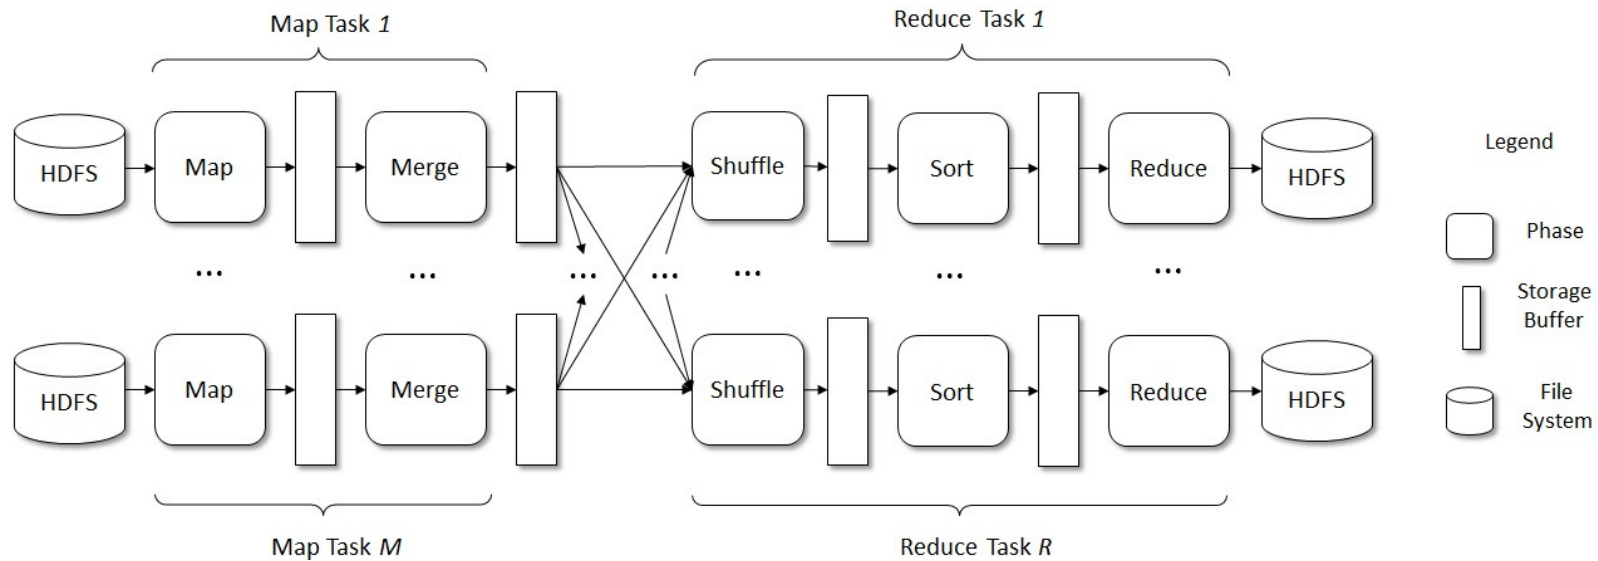 Map Task 1
Reduce Task 1
HDFS
Map
Merge
Shuffle
Sort
Reduce
HDFS
Legend
Phase
...
...
...
...
...
...
...
Storage
Buffer
HDFS
Map
Merge
Shuffle
Sort
Reduce
HDFS
File
System
Map Task M
Reduce Task R